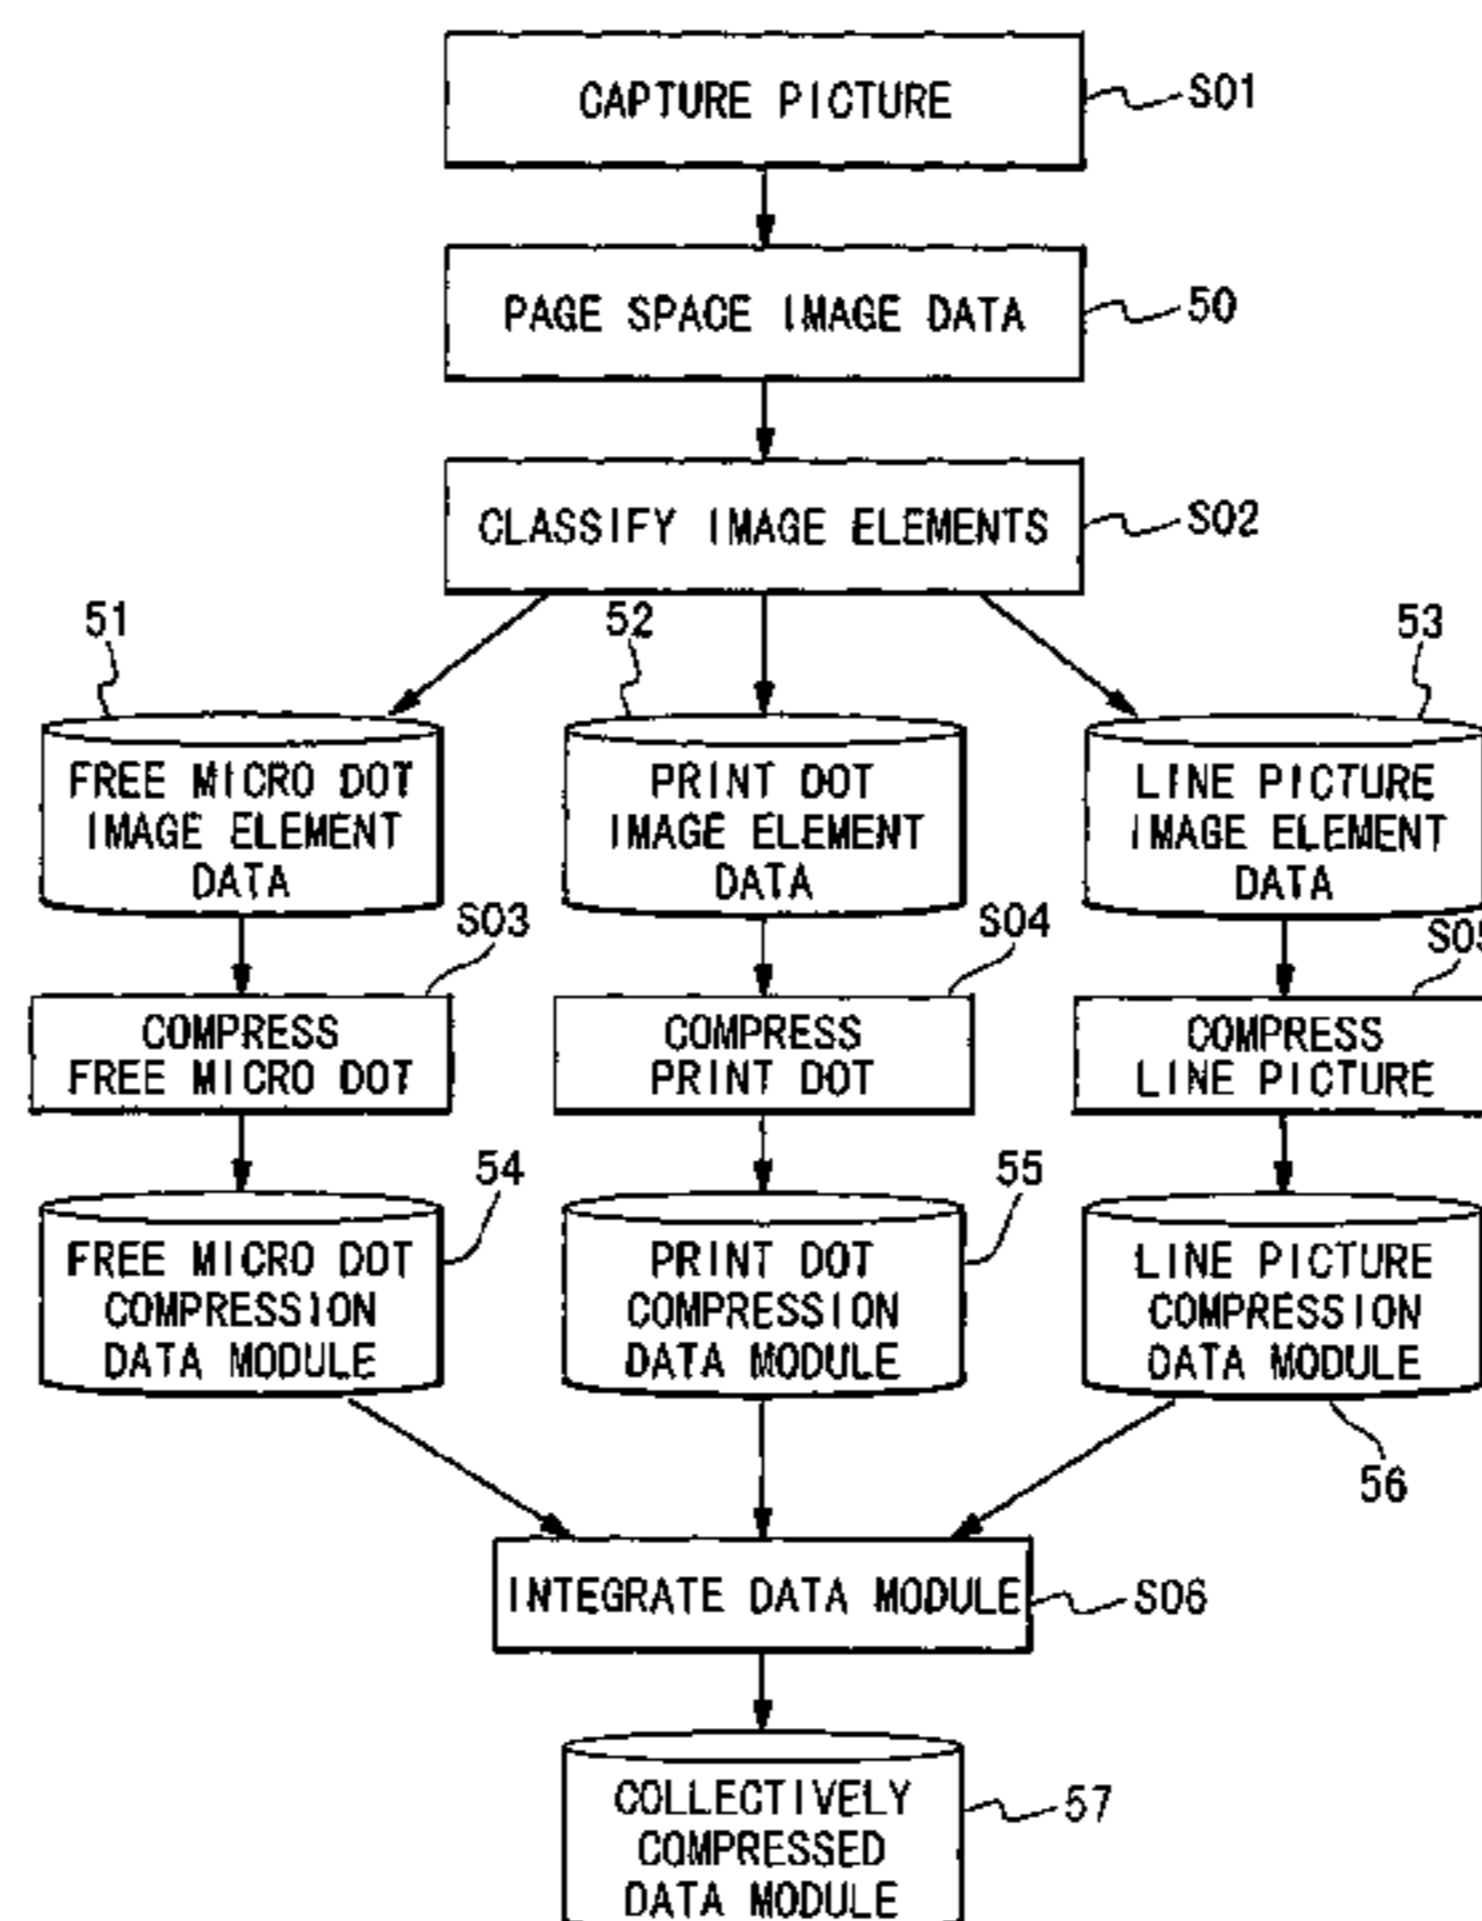 CAPTURE PICTURE
S01
PAGE SPACE IMAGE DATA
50
CLASSIFY IMAGE ELEMENTS
S02
51
52
53
FREE MICRO DOT
IMAGE ELEMENT
DATA
PRINT DOT
IMAGE ELEMENT
DATA
LINE PICTURE
IMAGE ELEMENT
DATA
S03
S04
S05
COMPRESS
FREE MICRO DOT
COMPRESS
PRINT DOT
COMPRESS
LINE PICTURE
54
55
FREE MICRO DOT
COMPRESSION
DATA MODULE
PRINT DOT
COMPRESSION
DATA MODULE
LINE PICTURE
COMPRESSION
DATA MODULE
56
INTEGRATE DATA MODULE
S06
COLLECTIVELY
COMPRESSED
DATA MODULE
57